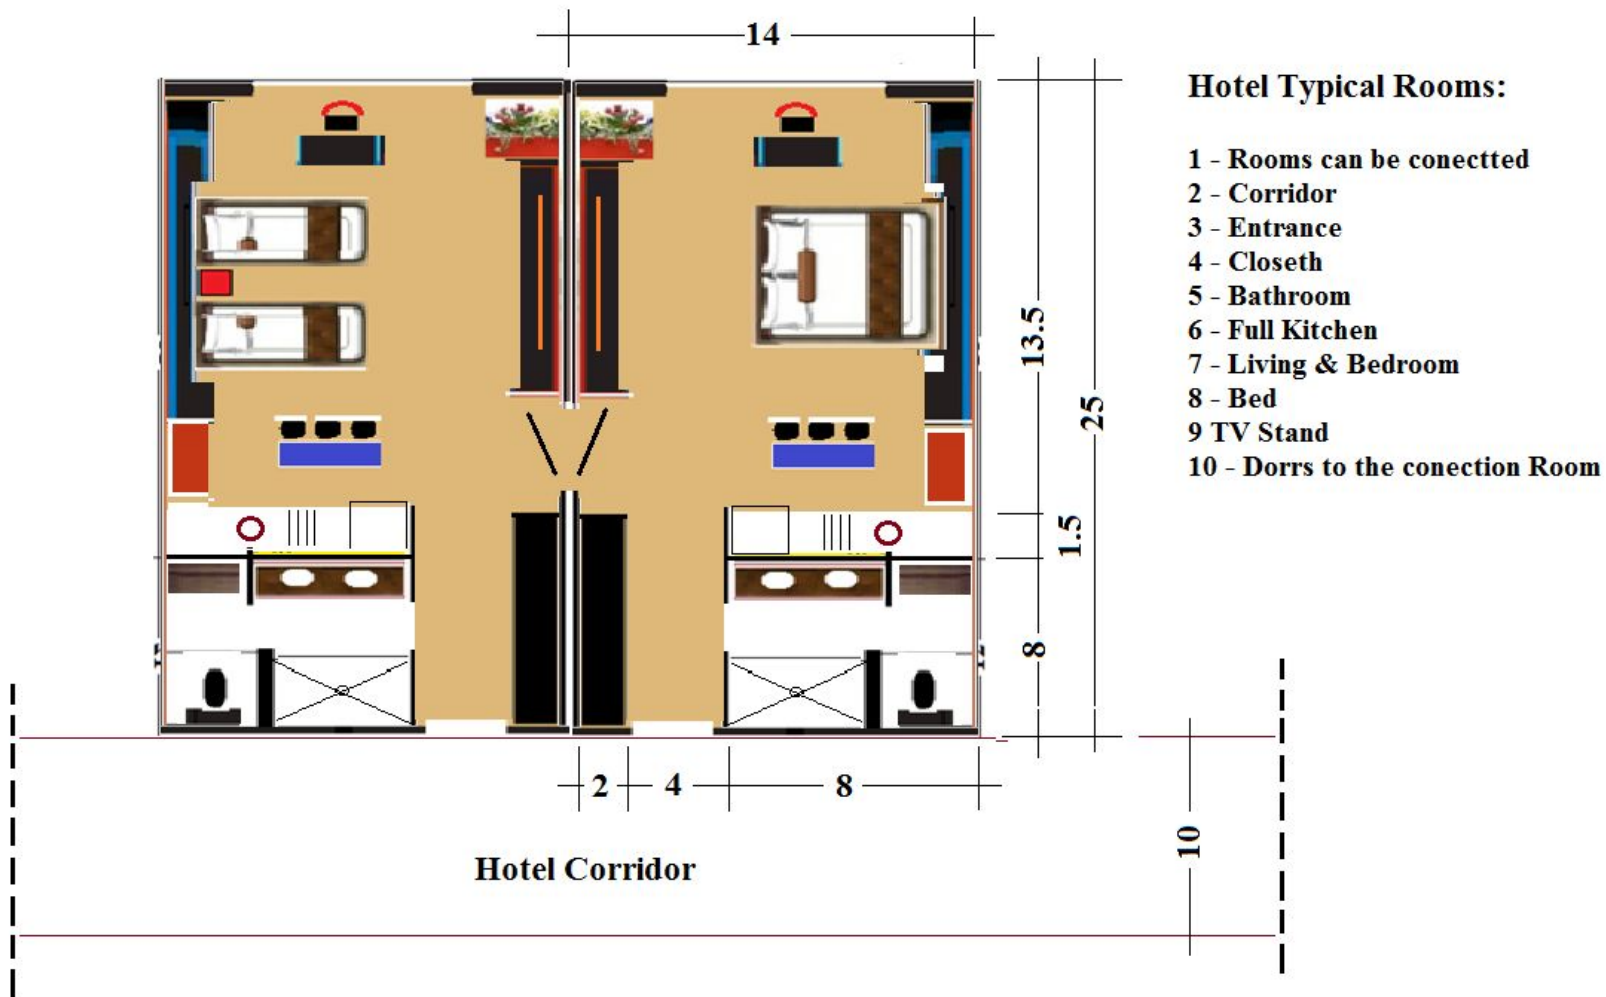 14
Hotel Typical Rooms:
1 - Rooms can be conectted
2 - Corridor
3 - Entrance
4 - Closeth
5 - Bathroom
6 - Full Kitchen
7 - Living & Bedroom
8 - Bed
9 TV Stand
10 - Dorrs to the conection Room
13.5
25
1.5
8
2
4
8
10
Hotel Corridor